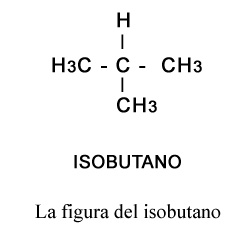 H
H3C - C - CH3
CH3
ISOBUTANO
La figura del isobutano